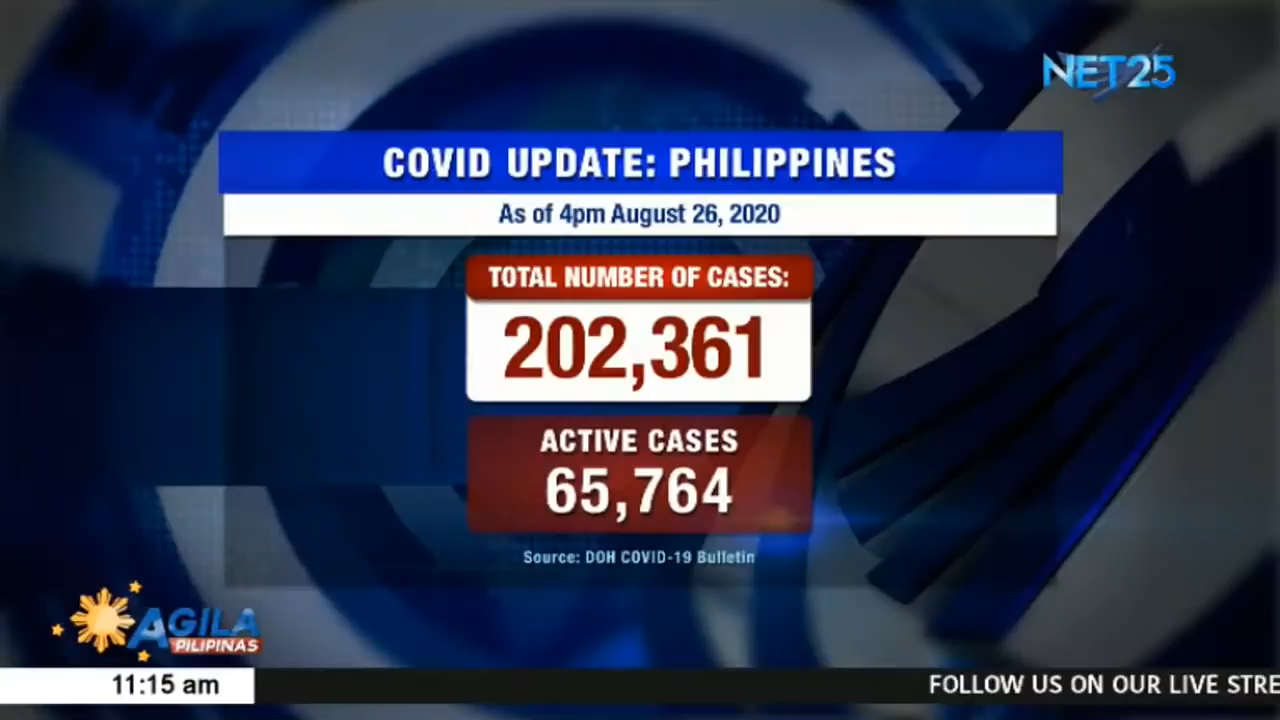 NET25
COVID UPDATE: PHILIPPINES
As of 4pm August 26, 2020
TOTAL NUMBER OF CASES:
202,361
ACTIVE CASES
65,764
Source: DOH COVID-19 Bulletin
AGILA
PILIPINAS
11:15 am
FOLLOW US ON OUR LIVE STRE